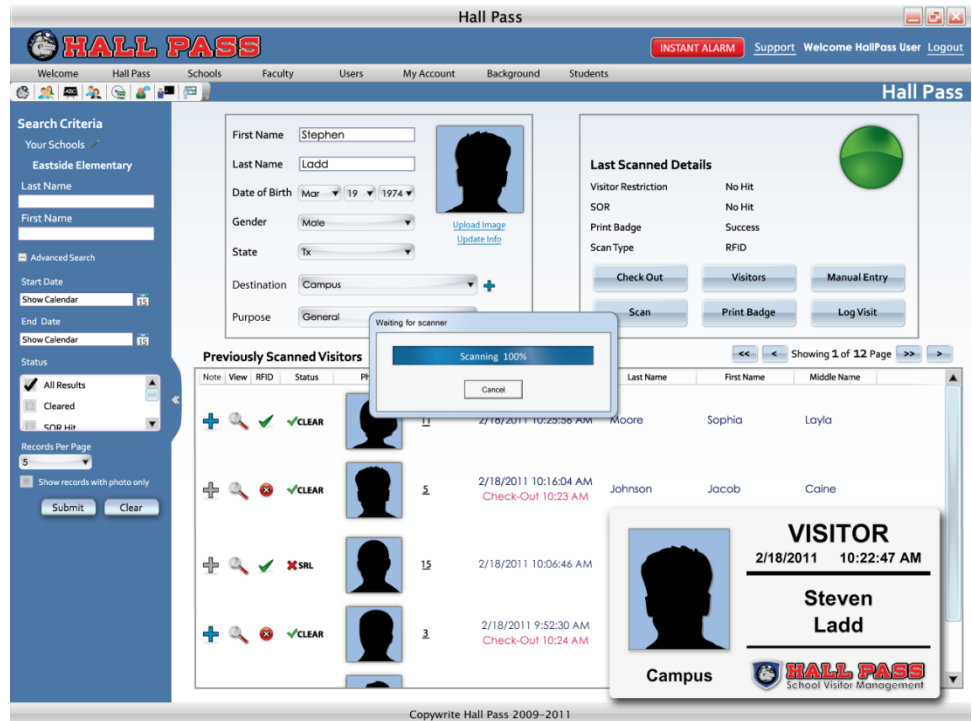 Hall Pass
HALL PASS
INSTANT ALARM Support Welcome HallPass User Logout
Welcome Hall Pass Schools Faculty Users My Account Background Students
ABC
Hall Pass
Search Criteria
Your Schools
Eastside Elementary
Last Name
First Name
Advanced Search
Start Date
Show Calendar 15
End Date
Show Calendar 15
Status
All Results
Cleared
SOR Hit
Records Per Page
5
Show records with photo only
Submit Clear
First Name Stephen
Last Name Ladd
Date of Birth Mar 19 1974
Gender Male
State Tx
Destination Campus
Purpose General
Upload Image
Update Info
Last Scanned Details
Visitor Restriction No Hit
SOR No Hit
Print Badge Success
Scan Type RFID
Check Out Visitors Manual Entry
Scan Print Badge Log Visit
Waiting for scanner
Scanning 100%
Cancel
Previously Scanned Visitors
<< < Showing 1 of 12 Page >> >
Note View RFID Status Last Name First Name Middle Name
CLEAR 11 2/18/2011 10:25:56 AM Moore Sophia Layla
CLEAR 5 2/18/2011 10:16:04 AM Johnson Jacob Caine
Check-Out 10:23 AM
SRL 15 2/18/2011 10:06:46 AM
CLEAR 3 2/18/2011 9:52:30 AM
Check-Out 10:24 AM
VISITOR
2/18/2011 10:22:47 AM
Steven
Ladd
Campus
HALL PASS
School Visitor Management
Copywrite Hall Pass 2009-2011